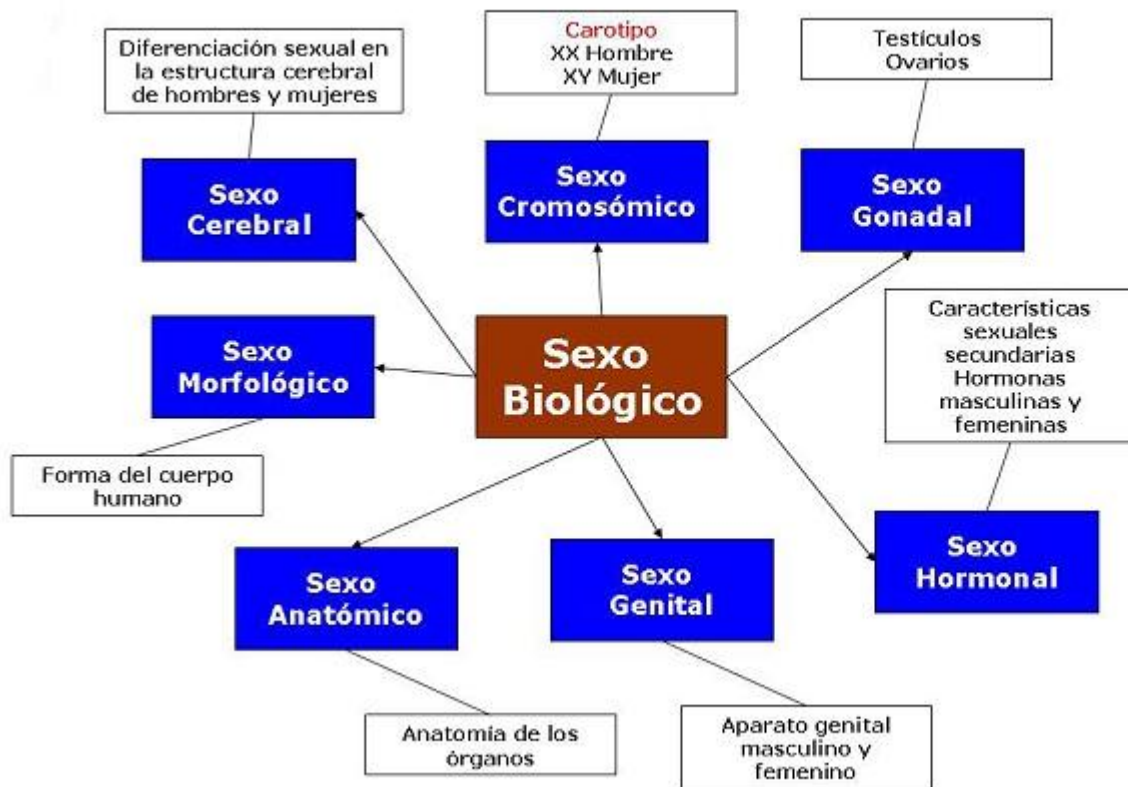 Diferenciación sexual en
la estructura cerebral
de hombres y mujeres
Sexo
Cerebral
Carotipo
XX Hombre
XY Mujer
Sexo
Cromosómico
Testículos
Ovarios
Sexo
Gonadal
Sexo
Morfológico
Forma del cuerpo
humano
Sexo
Biológico
Características
sexuales
secundarias
Hormonas
masculinas y
femeninas
Sexo
Hormonal
Sexo
Anatómico
Anatomía de los
órganos
Sexo
Genital
Aparato genital
masculino y
femenino